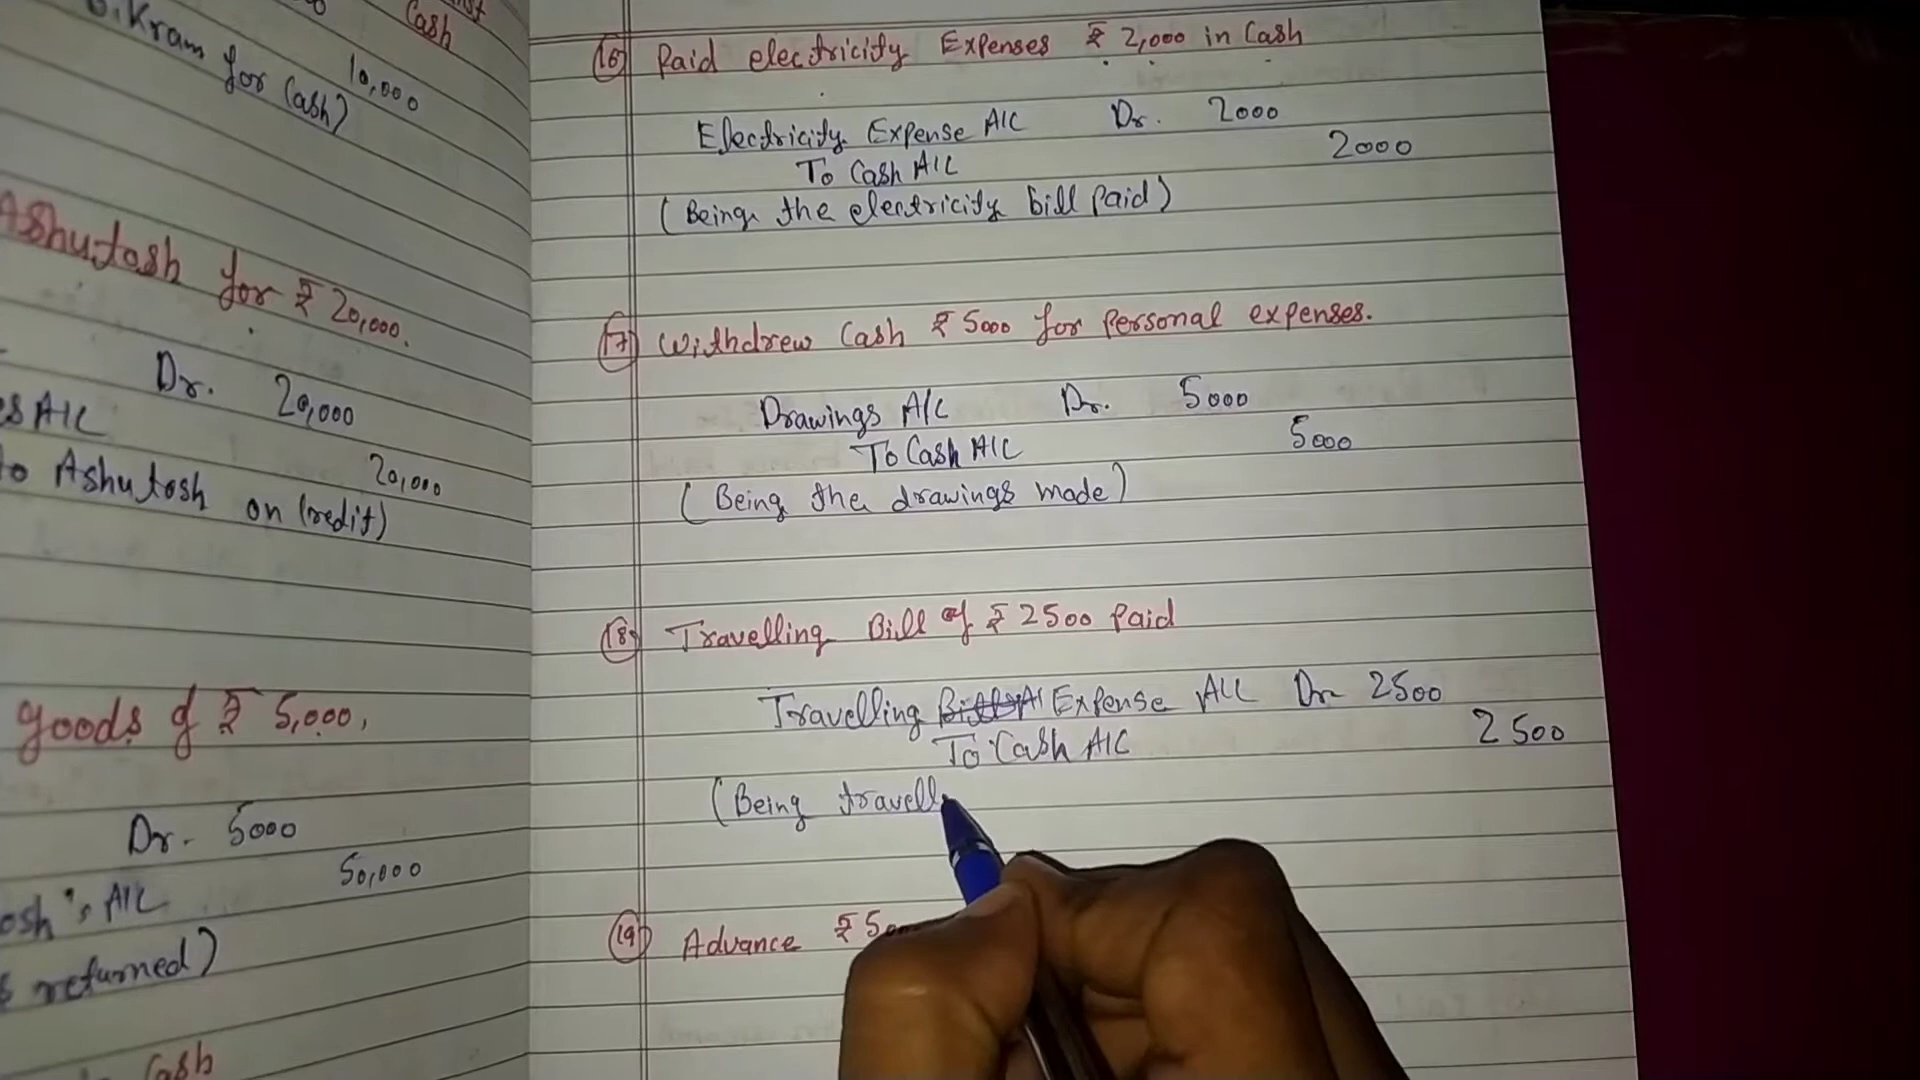 Cash
10,000
Kram for Cash)
Ashutosh for ₹ 20,000.
Dr. 20,000
A/C
20,000
to Ashutosh on Credit)
goods of ₹ 5,000,
Dr. 5000
50,000
osh's A/C
returned)
Cash
16 Paid electricity Expenses ₹ 2,000 in Cash
Electricity Expense A/C Dr. 2000
To Cash A/C 2000
(Being the electricity bill Paid)
17 Withdrew Cash ₹ 5000 for Personal expenses.
Drawings A/C Dr. 5000
To Cash A/C 5000
(Being the drawings made)
18 Travelling Bill of ₹ 2500 Paid
Travelling Expense A/C Dr 2500
To Cash A/C 2500
(Being travell
19 Advance ₹